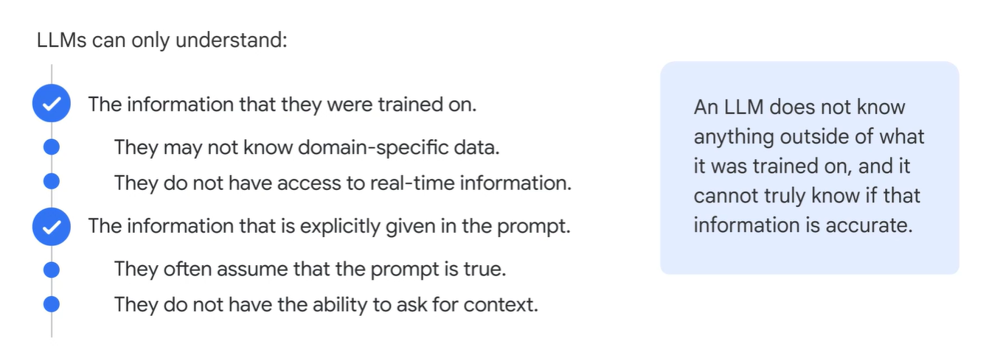 LLMs can only understand:
The information that they were trained on.
They may not know domain-specific data.
They do not have access to real-time information.
The information that is explicitly given in the prompt.
They often assume that the prompt is true.
They do not have the ability to ask for context.
An LLM does not know
anything outside of what
it was trained on, and it
cannot truly know if that
information is accurate.